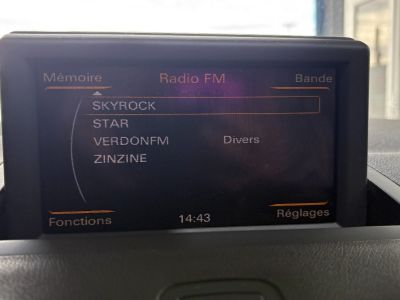 Mémoire Radio FM Bande
SKYROCK
STAR
VERDONFM Divers
ZINZINE
Fonctions 14:43 Réglages